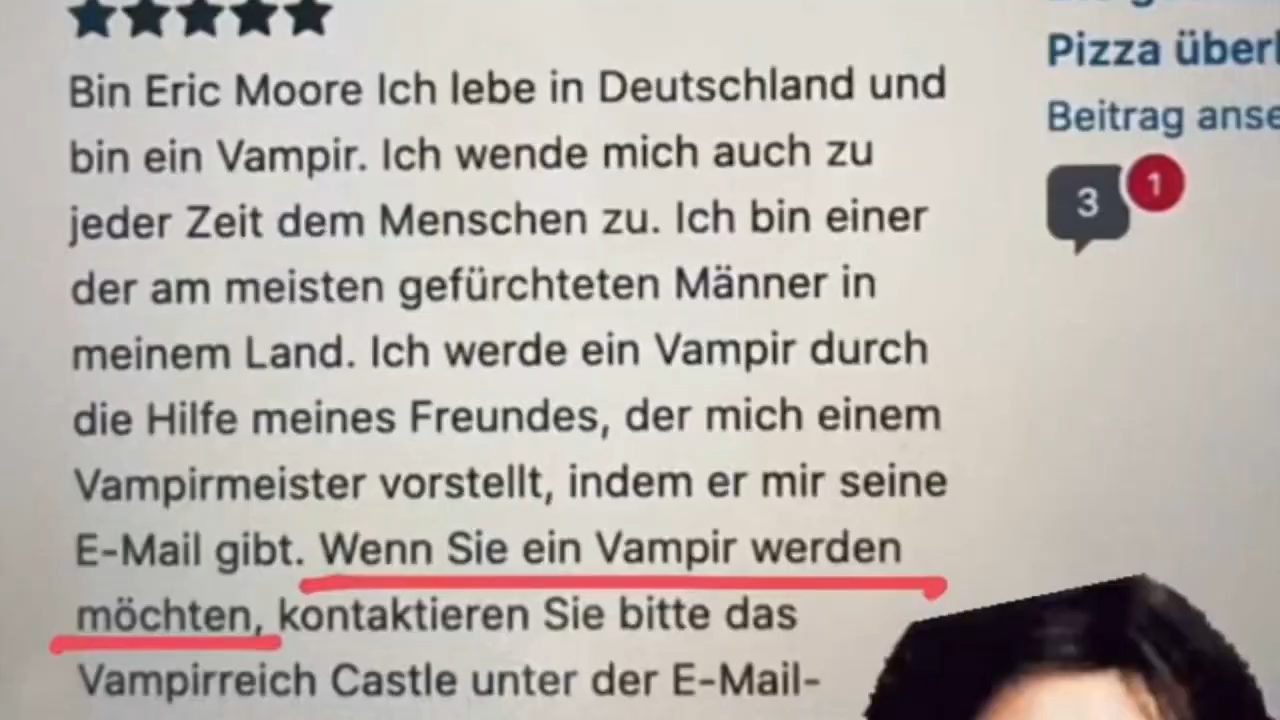 Bin Eric Moore Ich lebe in Deutschland und
bin ein Vampir. Ich wende mich auch zu
jeder Zeit dem Menschen zu. Ich bin einer
der am meisten gefürchteten Männer in
meinem Land. Ich werde ein Vampir durch
die Hilfe meines Freundes, der mich einem
Vampirmeister vorstellt, indem er mir seine
E-Mail gibt. Wenn Sie ein Vampir werden
möchten, kontaktieren Sie bitte das
Vampirreich Castle unter der E-Mail-
Pizza über
Beitrag anse
3
1